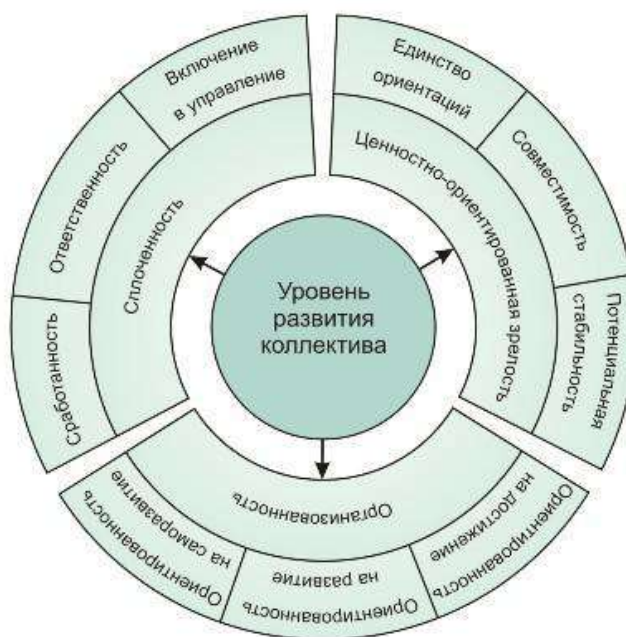 Уровень
развития
коллектива
Сплоченность
Сработанность
Ответственность
Включение
в управление
Ценностно-ориентированная зрелость
Единство
ориентаций
Совместимость
Потенциальная
стабильность
Организованность
Ориентированность
на достижение
Ориентированность
на развитие
Ориентированность
на саморазвитие